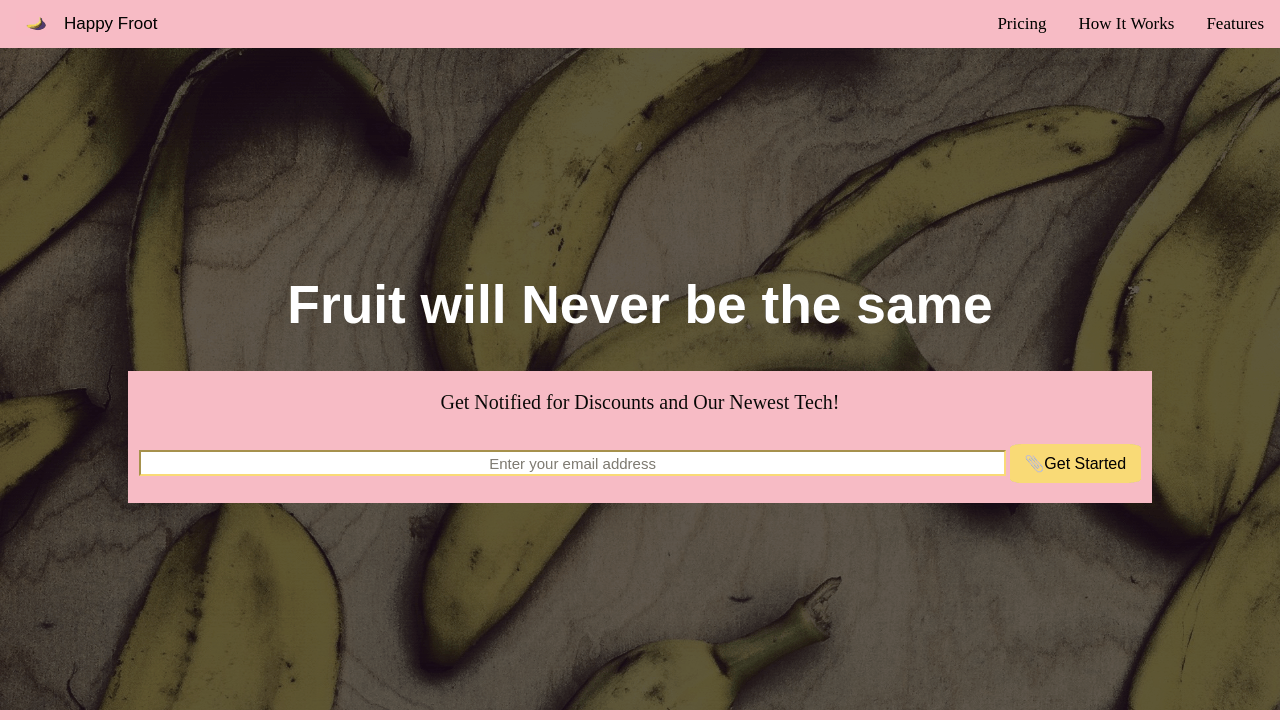 Happy Froot
Pricing
How It Works
Features
Fruit will Never be the same
Get Notified for Discounts and Our Newest Tech!
Enter your email address
📎Get Started